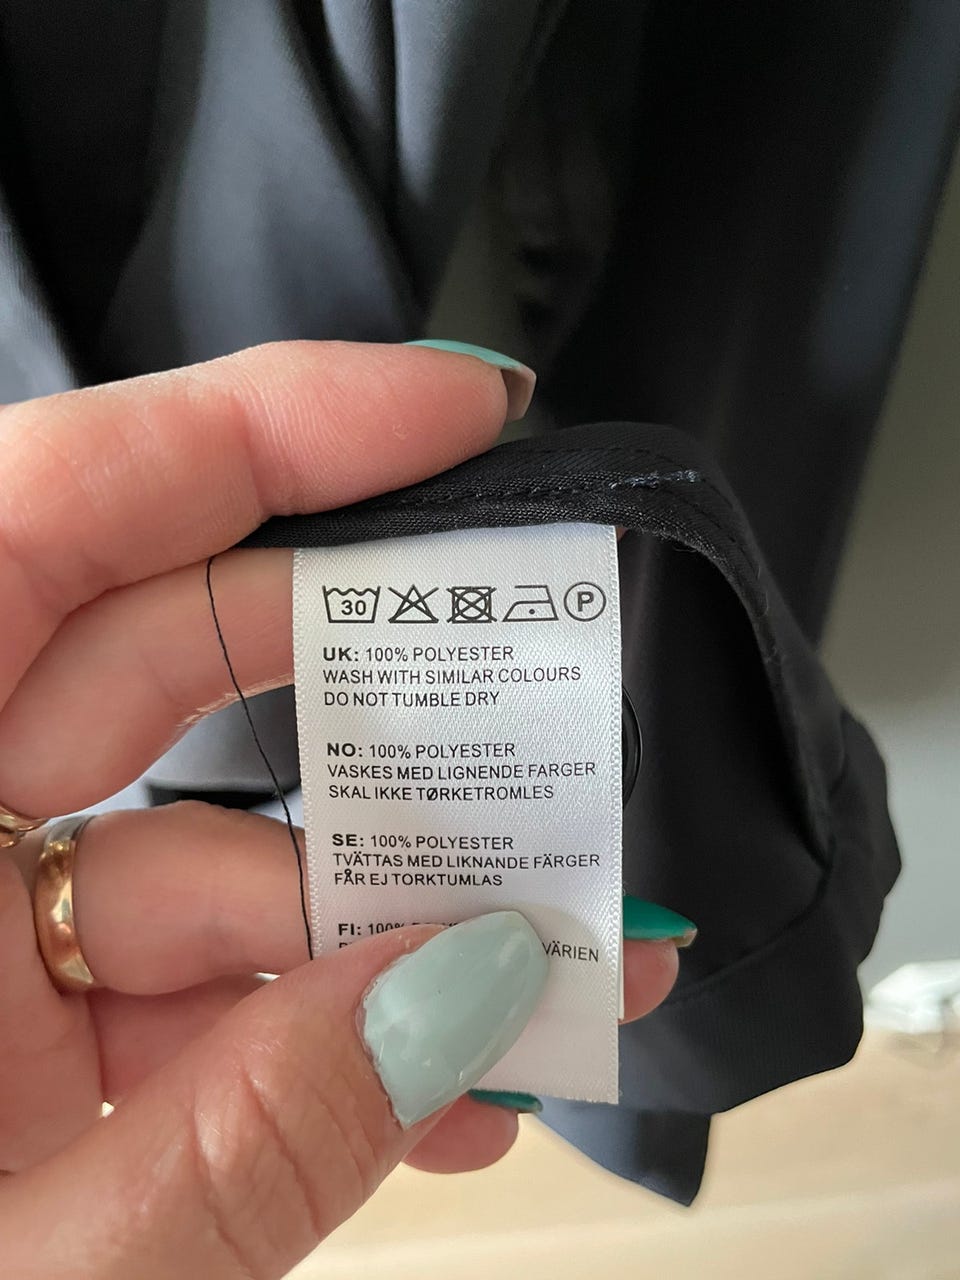 30 P
UK: 100% POLYESTER
WASH WITH SIMILAR COLOURS
DO NOT TUMBLE DRY
NO: 100% POLYESTER
VASKES MED LIGNENDE FARGER
SKAL IKKE TØRKETROMLES
SE: 100% POLYESTER
TVÄTTAS MED LIKNANDE FÄRGER
FÅR EJ TORKTUMLAS
FI: 100%